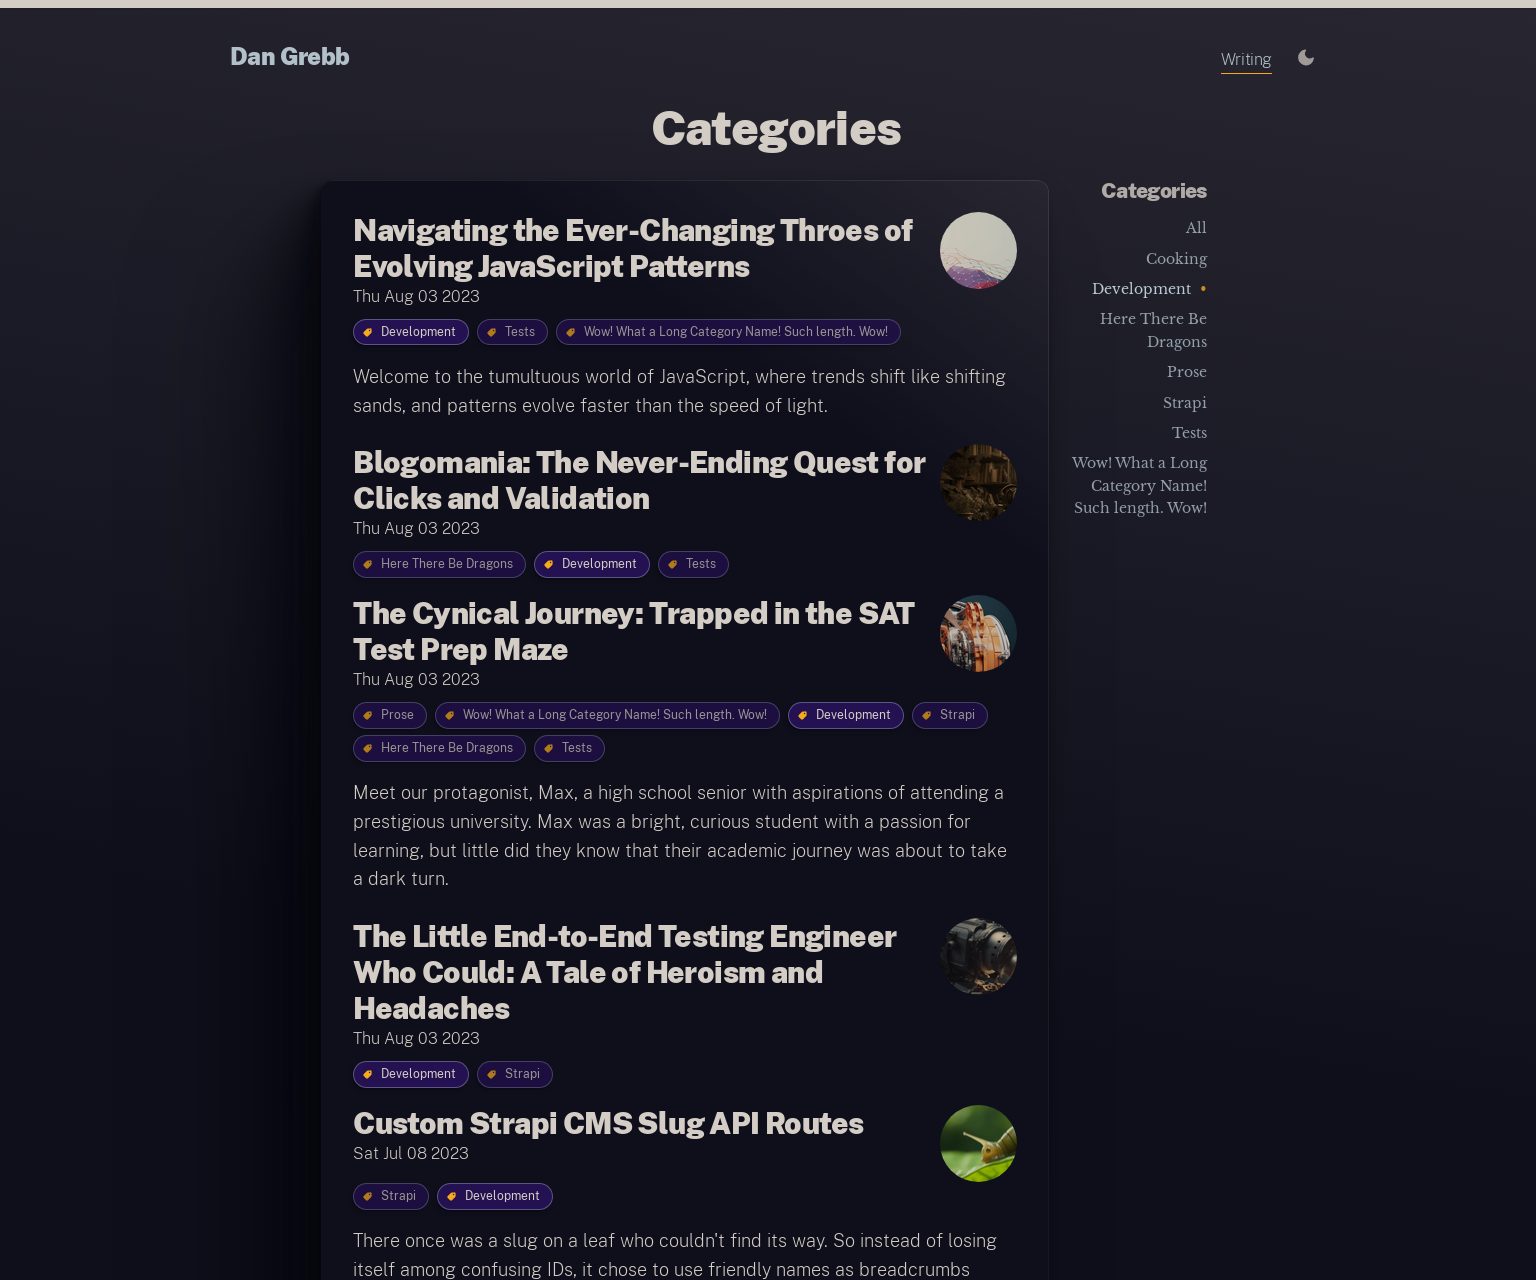 Dan Grebb
Writing
Categories
Navigating the Ever-Changing Throes of
Evolving JavaScript Patterns
Thu Aug 03 2023
Development
Tests
Wow! What a Long Category Name! Such length. Wow!
Welcome to the tumultuous world of JavaScript, where trends shift like shifting
sands, and patterns evolve faster than the speed of light.
Blogomania: The Never-Ending Quest for
Clicks and Validation
Thu Aug 03 2023
Here There Be Dragons
Development
Tests
The Cynical Journey: Trapped in the SAT
Test Prep Maze
Thu Aug 03 2023
Prose
Wow! What a Long Category Name! Such length. Wow!
Development
Strapi
Here There Be Dragons
Tests
Meet our protagonist, Max, a high school senior with aspirations of attending a
prestigious university. Max was a bright, curious student with a passion for
learning, but little did they know that their academic journey was about to take
a dark turn.
The Little End-to-End Testing Engineer
Who Could: A Tale of Heroism and
Headaches
Thu Aug 03 2023
Development
Strapi
Custom Strapi CMS Slug API Routes
Sat Jul 08 2023
Strapi
Development
There once was a slug on a leaf who couldn't find its way. So instead of losing
itself among confusing IDs, it chose to use friendly names as breadcrumbs
Categories
All
Cooking
Development •
Here There Be
Dragons
Prose
Strapi
Tests
Wow! What a Long
Category Name!
Such length. Wow!